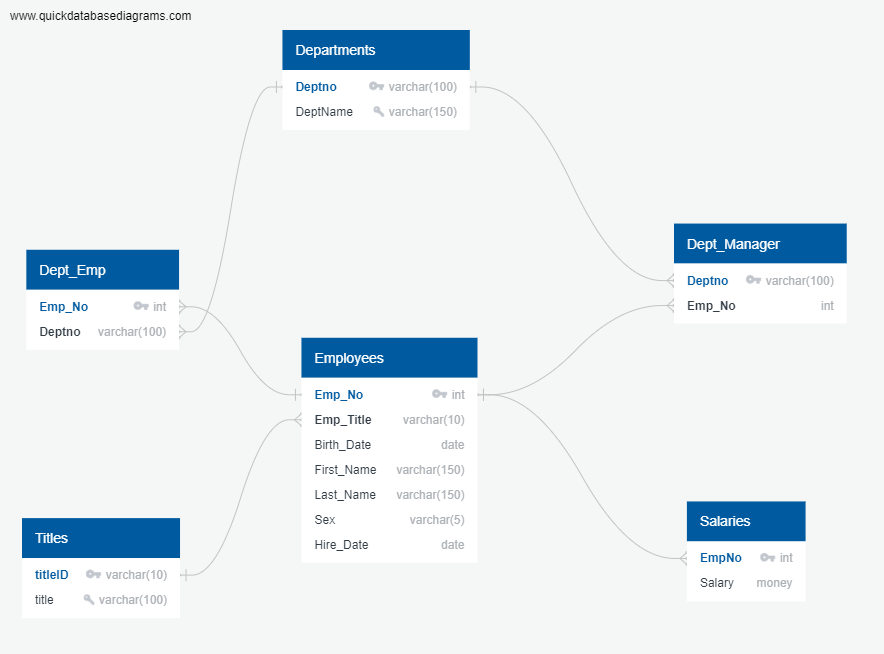 www.quickdatabasediagrams.com
Departments
Deptno varchar(100)
DeptName varchar(150)
Dept_Manager
Deptno varchar(100)
Emp_No int
Dept_Emp
Emp_No int
Deptno varchar(100)
Employees
Emp_No int
Emp_Title varchar(10)
Birth_Date date
First_Name varchar(150)
Last_Name varchar(150)
Sex varchar(5)
Hire_Date date
Salaries
EmpNo int
Salary money
Titles
titleID varchar(10)
title varchar(100)